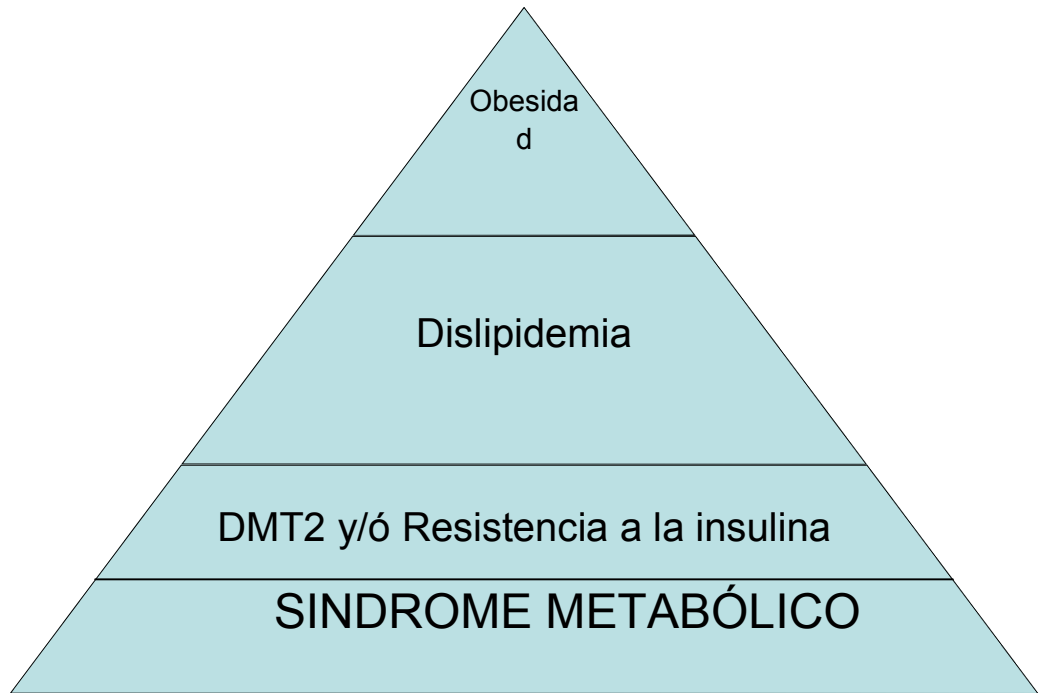 Obesida
d
Dislipidemia
DMT2 y/ó Resistencia a la insulina
SINDROME METABÓLICO